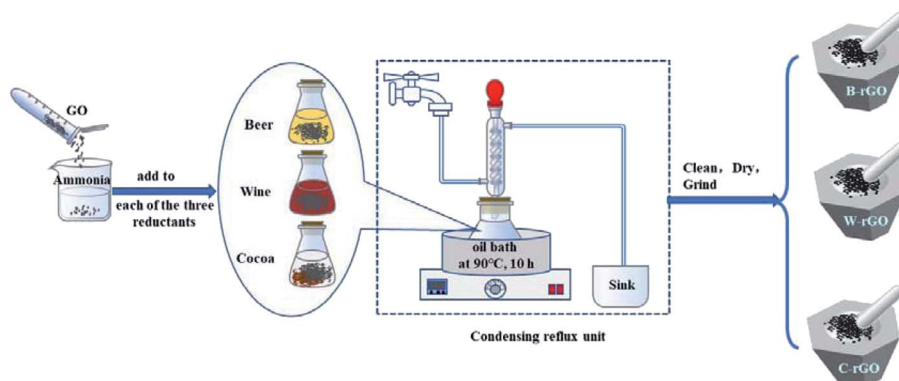 GO
Ammonia
add to
each of the three
reductants
Beer
Wine
Cocoa
oil bath
at 90℃, 10 h
Sink
Condensing reflux unit
Clean，Dry，
Grind
B-rGO
W-rGO
C-rGO